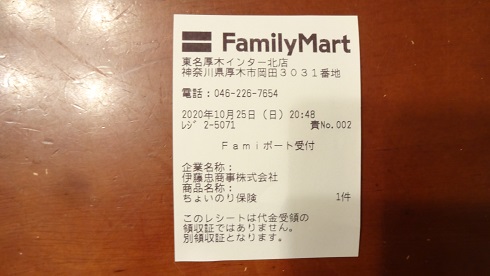 FamilyMart
東名厚木インター北店
神奈川県厚木市岡田3031番地
電話：046-226-7654
2020年10月25日（日）20:48
ﾚｼﾞ 2-5071 責No.002
Ｆａｍｉポート受付
企業名称：
伊藤忠商事株式会社
商品名称：
ちょいのり保険 1件
このレシートは代金受領の
領収証ではありません。
別領収証となります。